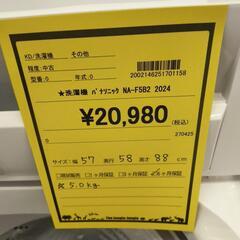 KD/洗濯機 その他
程度:中古
型番:0 年式:0
2002146251701158
★洗濯機 パナソニック NA-F5B2 2024
¥20,980(税込)
270425
サイズ:幅 57 奥行 58 高さ 88 cm
5.0kg